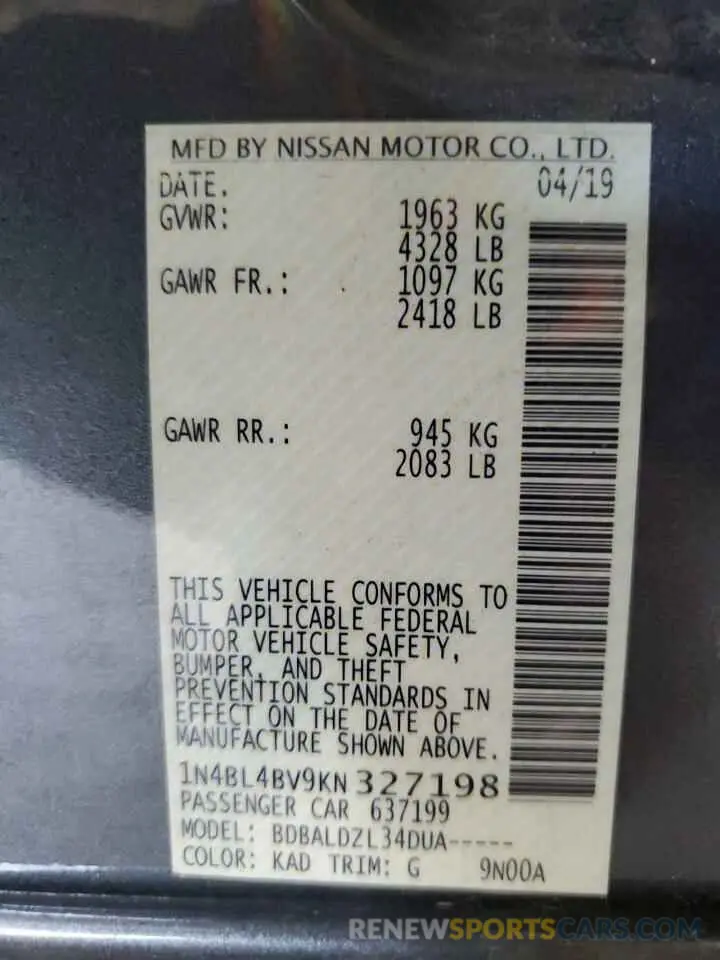 MFD BY NISSAN MOTOR CO., LTD.
DATE. 04/19
GVWR: 1963 KG
4328 LB
GAWR FR.: 1097 KG
2418 LB
GAWR RR.: 945 KG
2083 LB
THIS VEHICLE CONFORMS TO
ALL APPLICABLE FEDERAL
MOTOR VEHICLE SAFETY,
BUMPER, AND THEFT
PREVENTION STANDARDS IN
EFFECT ON THE DATE OF
MANUFACTURE SHOWN ABOVE.
1N4BL4BV9KN327198
PASSENGER CAR 637199
MODEL: BDBALDZL34DUA-----
COLOR: KAD TRIM: G 9N00A
RENEWSPORTSCARS.COM